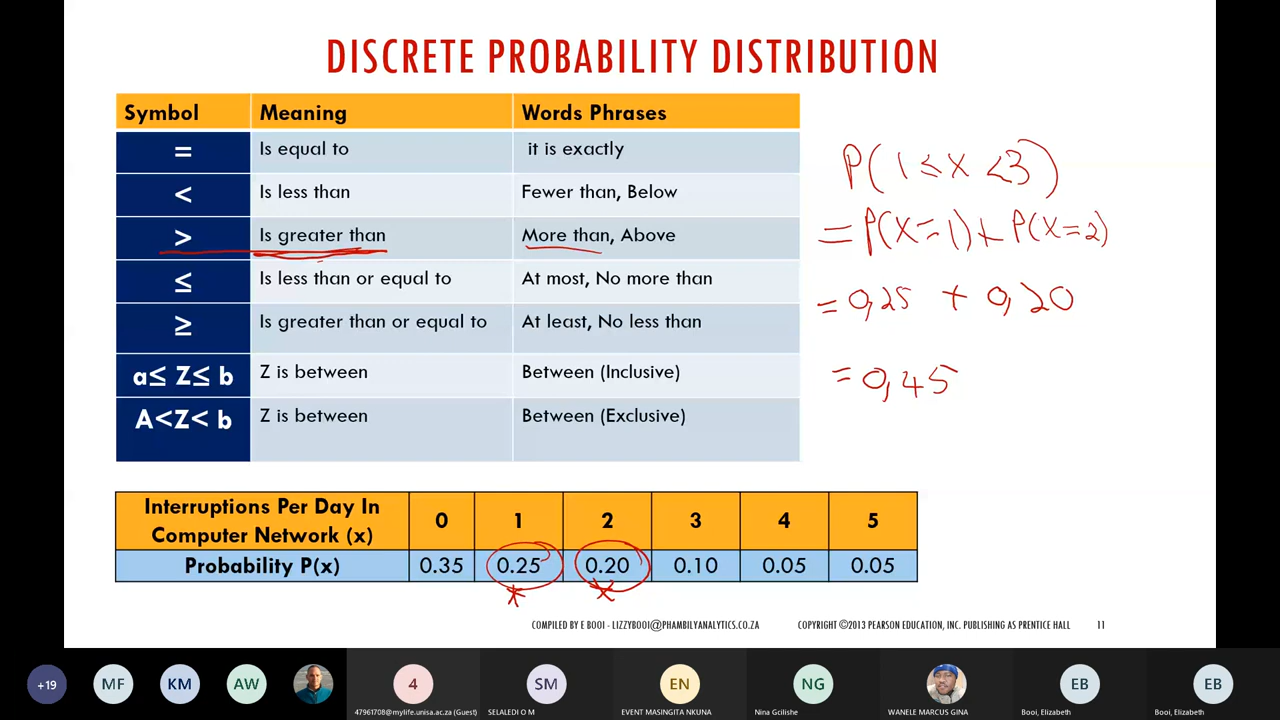 DISCRETE PROBABILITY DISTRIBUTION
Symbol Meaning Words Phrases
= Is equal to it is exactly
< Is less than Fewer than, Below
> Is greater than More than, Above
≤ Is less than or equal to At most, No more than
≥ Is greater than or equal to At least, No less than
a≤ Z≤ b Z is between Between (Inclusive)
A<Z< b Z is between Between (Exclusive)
P(1≤X<3)
=P(X=1)+P(X=2)
=0,25 + 0,20
=0,45
Interruptions Per Day In
Computer Network (x) 0 1 2 3 4 5
Probability P(x) 0.35 0.25 0.20 0.10 0.05 0.05
COMPILED BY E BOOI - LIZZYBOOI@PHAMBILYANALYTICS.CO.ZA COPYRIGHT ©2013 PEARSON EDUCATION, INC. PUBLISHING AS PRENTICE HALL 11
+19 MF KM AW 4 SM EN NG EB EB
47961708@mylife.unisa.ac.za (Guest) SELALEDI O M EVENT MASINGITA NKUNA Nina Gcilishe WANELE MARCUS GINA Booi, Elizabeth Booi, Elizabeth